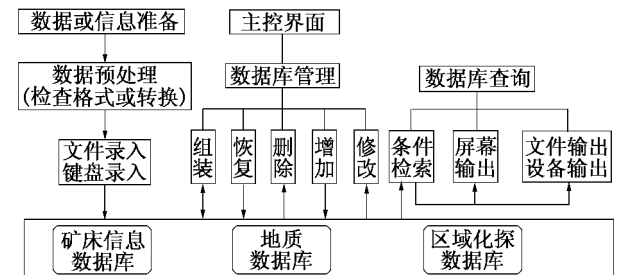 数据或信息准备
主控界面
数据预处理
(检查格式或转换)
数据库管理
数据库查询
文件录入
键盘录入
组装
恢复
删除
增加
修改
条件
检索
屏幕
输出
文件输出
设备输出
矿床信息
数据库
地质
数据库
区域化探
数据库